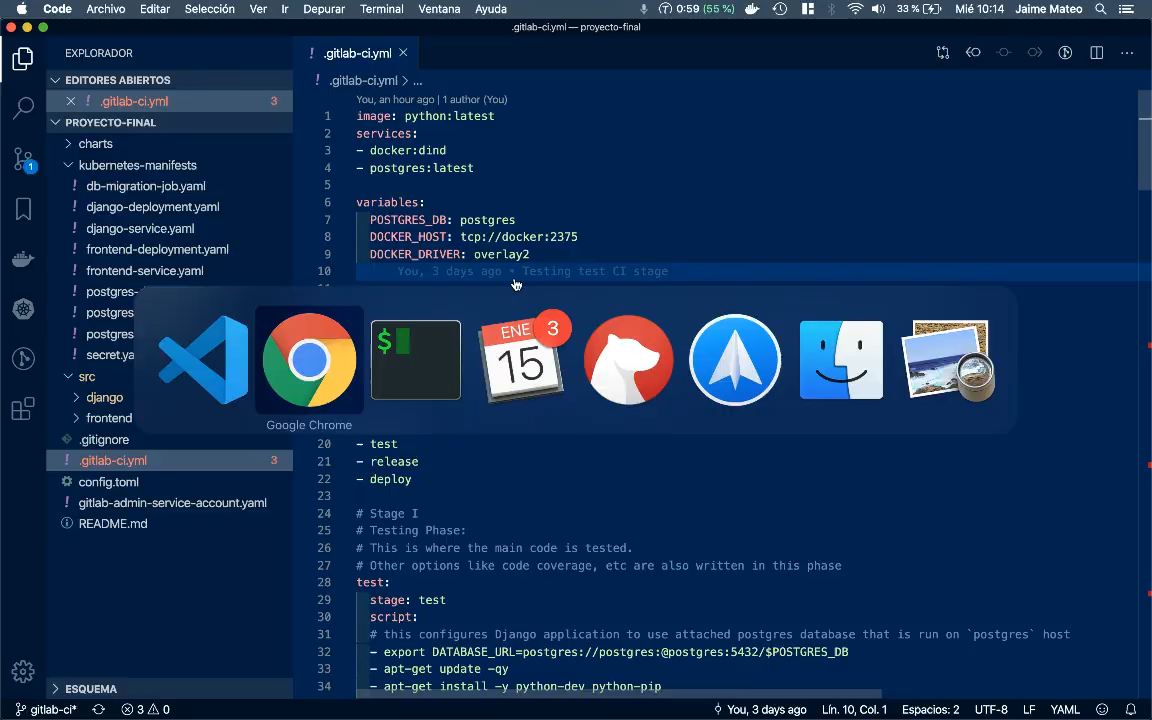 Code Archivo Editar Selección Ver Ir Depurar Terminal Ventana Ayuda 0:59 (55 %) 33 % Mié 10:14 Jaime Mateo
.gitlab-ci.yml — proyecto-final
EXPLORADOR
EDITORES ABIERTOS
.gitlab-ci.yml 3
PROYECTO-FINAL
charts
kubernetes-manifests
db-migration-job.yaml
django-deployment.yaml
django-service.yaml
frontend-deployment.yaml
frontend-service.yaml
postgres-
postgres
postgres
secret.ya
src
django
frontend
.gitignore
.gitlab-ci.yml 3
config.toml
gitlab-admin-service-account.yaml
README.md
ESQUEMA
! .gitlab-ci.yml
! .gitlab-ci.yml > ...
You, an hour ago | 1 author (You)
1 image: python:latest
2 services:
3 - docker:dind
4 - postgres:latest
5
6 variables:
7 POSTGRES_DB: postgres
8 DOCKER_HOST: tcp://docker:2375
9 DOCKER_DRIVER: overlay2
10 You, 3 days ago • Testing test CI stage
$
ENE
15
3
Google Chrome
20 - test
21 - release
22 - deploy
23
24 # Stage I
25 # Testing Phase:
26 # This is where the main code is tested.
27 # Other options like code coverage, etc are also written in this phase
28 test:
29 stage: test
30 script:
31 # this configures Django application to use attached postgres database that is run on `postgres` host
32 - export DATABASE_URL=postgres://postgres:@postgres:5432/$POSTGRES_DB
33 - apt-get update -qy
34 - apt-get install -y python-dev python-pip
1
gitlab-ci* 3 0 You, 3 days ago Lín. 10, Col. 1 Espacios: 2 UTF-8 LF YAML